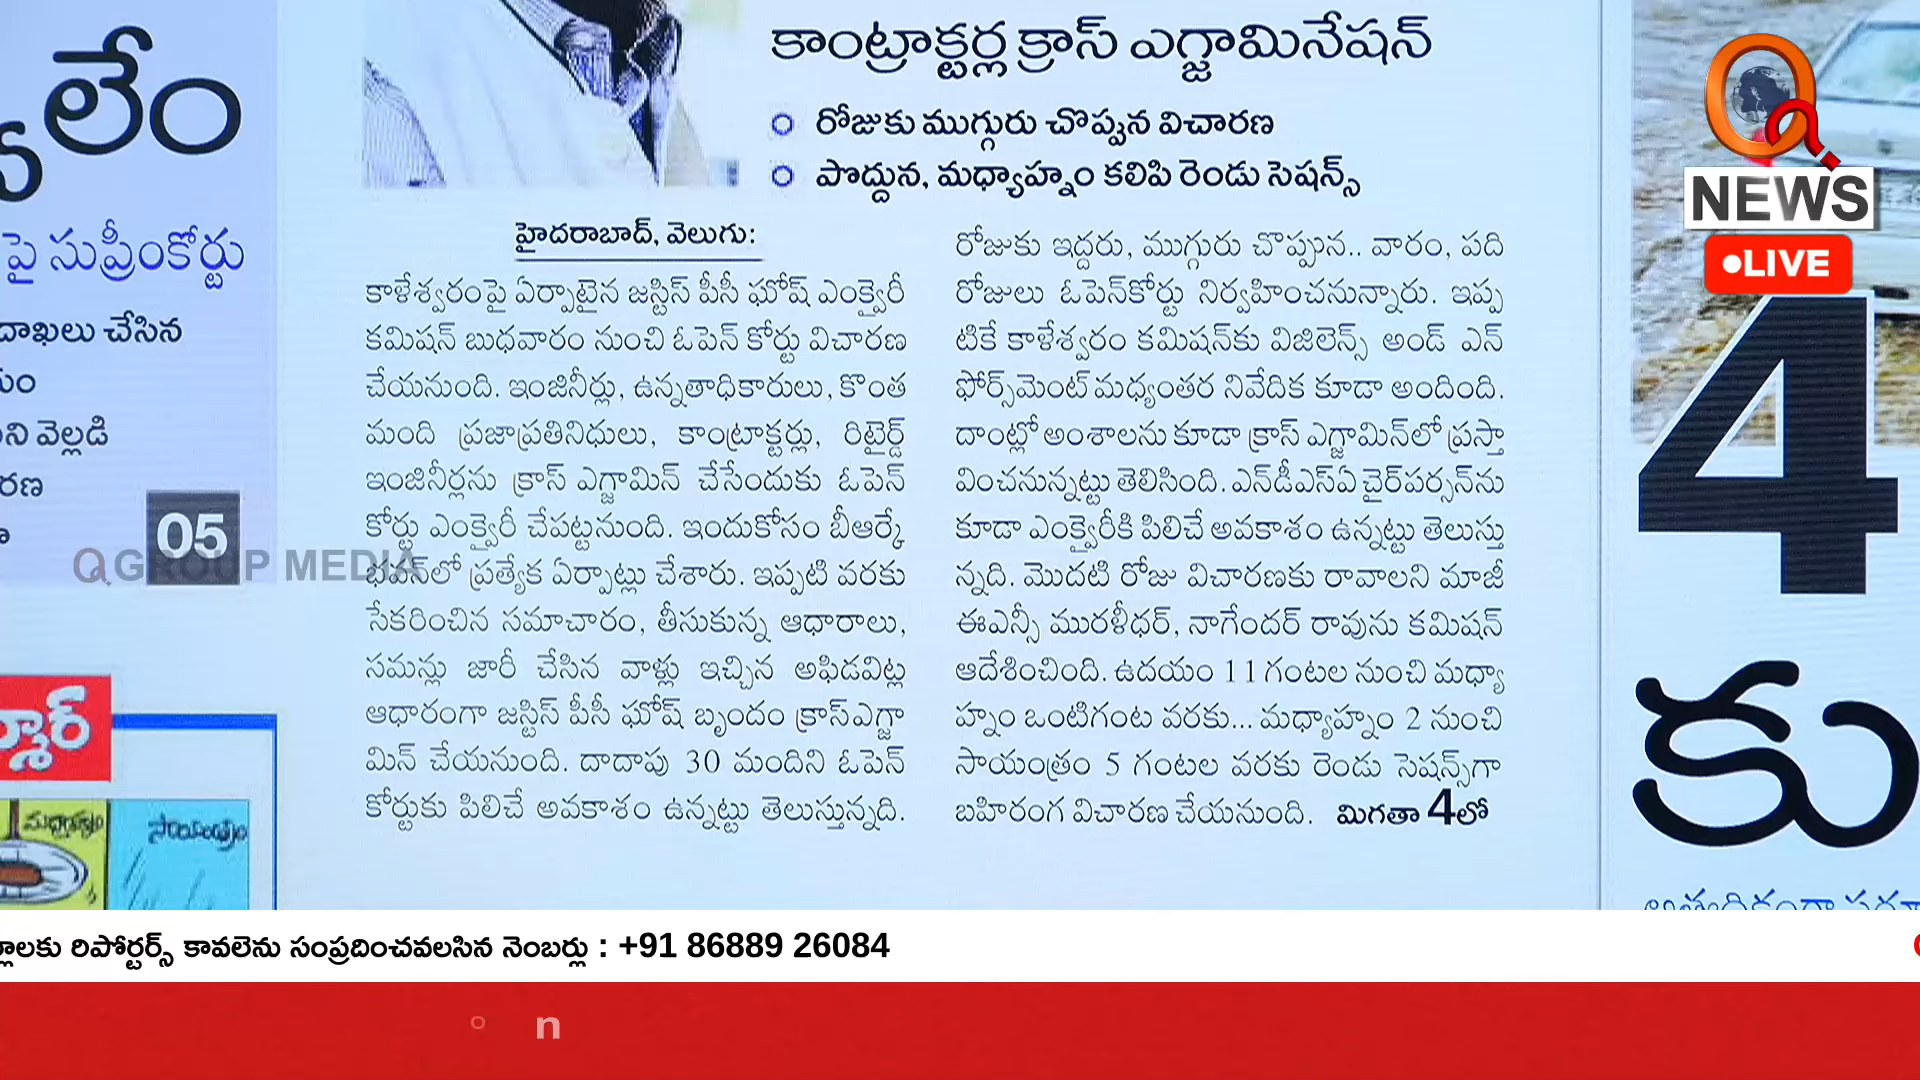 లేం
పై సుప్రీంకోర్టు
దాఖలు చేసిన
ని వెల్లడి
05
మధ్యాహ్నం
సాయంత్రం
కాంట్రాక్టర్ల క్రాస్ ఎగ్జామినేషన్
రోజుకు ముగ్గురు చొప్పున విచారణ
పొద్దున, మధ్యాహ్నం కలిపి రెండు సెషన్స్
హైదరాబాద్, వెలుగు:
కాళేశ్వరంపై ఏర్పాటైన జస్టిస్ పీసీ ఘోష్ ఎంక్వైరీ
కమిషన్ బుధవారం నుంచి ఓపెన్ కోర్టు విచారణ
చేయనుంది. ఇంజినీర్లు, ఉన్నతాధికారులు, కొంత
మంది ప్రజాప్రతినిధులు, కాంట్రాక్టర్లు, రిటైర్డ్
ఇంజినీర్లను క్రాస్ ఎగ్జామిన్ చేసేందుకు ఓపెన్
కోర్టు ఎంక్వైరీ చేపట్టనుంది. ఇందుకోసం బీఆర్కే
భవన్‌లో ప్రత్యేక ఏర్పాట్లు చేశారు. ఇప్పటి వరకు
సేకరించిన సమాచారం, తీసుకున్న ఆధారాలు,
సమన్లు జారీ చేసిన వాళ్లు ఇచ్చిన అఫిడవిట్ల
ఆధారంగా జస్టిస్ పీసీ ఘోష్ బృందం క్రాస్ఎగ్జా
మిన్ చేయనుంది. దాదాపు 30 మందిని ఓపెన్
కోర్టుకు పిలిచే అవకాశం ఉన్నట్టు తెలుస్తున్నది.
రోజుకు ఇద్దరు, ముగ్గురు చొప్పున.. వారం, పది
రోజులు ఓపెన్‌కోర్టు నిర్వహించనున్నారు. ఇప్ప
టికే కాళేశ్వరం కమిషన్‌కు విజిలెన్స్ అండ్ ఎన్
ఫోర్స్‌మెంట్ మధ్యంతర నివేదిక కూడా అందింది.
దాంట్లో అంశాలను కూడా క్రాస్ ఎగ్జామిన్‌లో ప్రస్తా
వించనున్నట్టు తెలిసింది. ఎన్‌డీఎస్ఏ చైర్‌పర్సన్‌ను
కూడా ఎంక్వైరీకి పిలిచే అవకాశం ఉన్నట్టు తెలుస్తు
న్నది. మొదటి రోజు విచారణకు రావాలని మాజీ
ఈఎన్సీ మురళీధర్, నాగేందర్ రావును కమిషన్
ఆదేశించింది. ఉదయం 11 గంటల నుంచి మధ్యా
హ్నం ఒంటిగంట వరకు... మధ్యాహ్నం 2 నుంచి
సాయంత్రం 5 గంటల వరకు రెండు సెషన్స్‌గా
బహిరంగ విచారణ చేయనుంది. మిగతా 4లో
4
కు
Q
NEWS
LIVE
Q GROUP MEDIA
రిపోర్టర్స్ కావలెను సంప్రదించవలసిన నెంబర్లు : +91 86889 26084
n